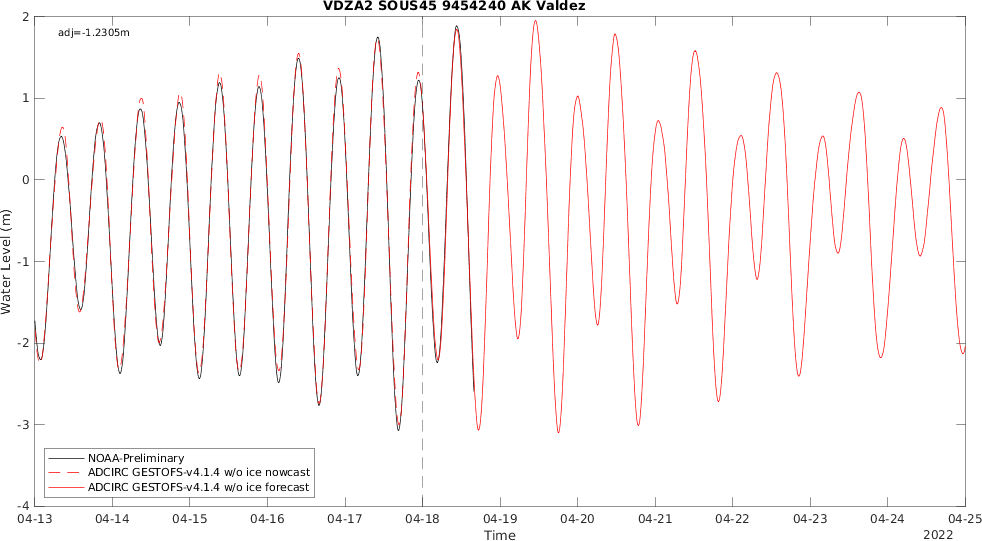 VDZA2 SOUS45 9454240 AK Valdez
adj=-1.2305m
2
1
0
-1
-2
-3
-4
Water Level (m)
NOAA-Preliminary
ADCIRC GESTOFS-v4.1.4 w/o ice nowcast
ADCIRC GESTOFS-v4.1.4 w/o ice forecast
04-13 04-14 04-15 04-16 04-17 04-18 04-19 04-20 04-21 04-22 04-23 04-24 04-25
Time
2022